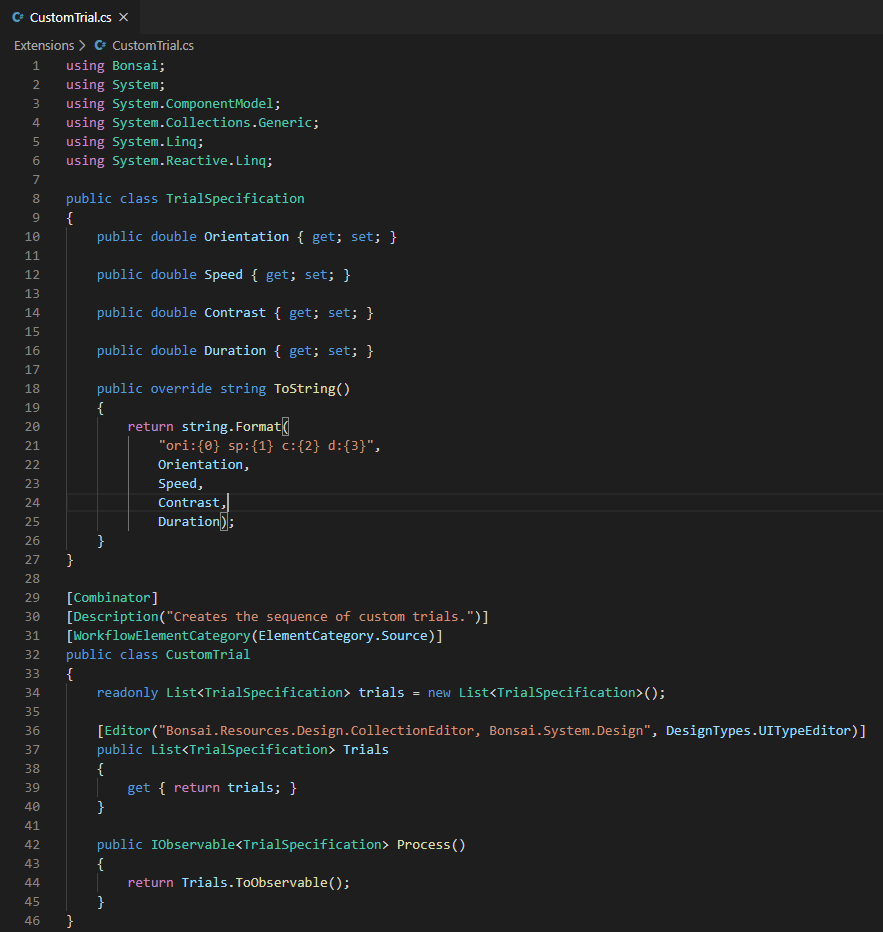 C# CustomTrial.cs ×
Extensions > C# CustomTrial.cs
1 using Bonsai;
2 using System;
3 using System.ComponentModel;
4 using System.Collections.Generic;
5 using System.Linq;
6 using System.Reactive.Linq;
7
8 public class TrialSpecification
9 {
10     public double Orientation { get; set; }
11
12     public double Speed { get; set; }
13
14     public double Contrast { get; set; }
15
16     public double Duration { get; set; }
17
18     public override string ToString()
19     {
20         return string.Format(
21             "ori:{0} sp:{1} c:{2} d:{3}",
22             Orientation,
23             Speed,
24             Contrast,
25             Duration);
26     }
27 }
28
29 [Combinator]
30 [Description("Creates the sequence of custom trials.")]
31 [WorkflowElementCategory(ElementCategory.Source)]
32 public class CustomTrial
33 {
34     readonly List<TrialSpecification> trials = new List<TrialSpecification>();
35
36     [Editor("Bonsai.Resources.Design.CollectionEditor, Bonsai.System.Design", DesignTypes.UITypeEditor)]
37     public List<TrialSpecification> Trials
38     {
39         get { return trials; }
40     }
41
42     public IObservable<TrialSpecification> Process()
43     {
44         return Trials.ToObservable();
45     }
46 }